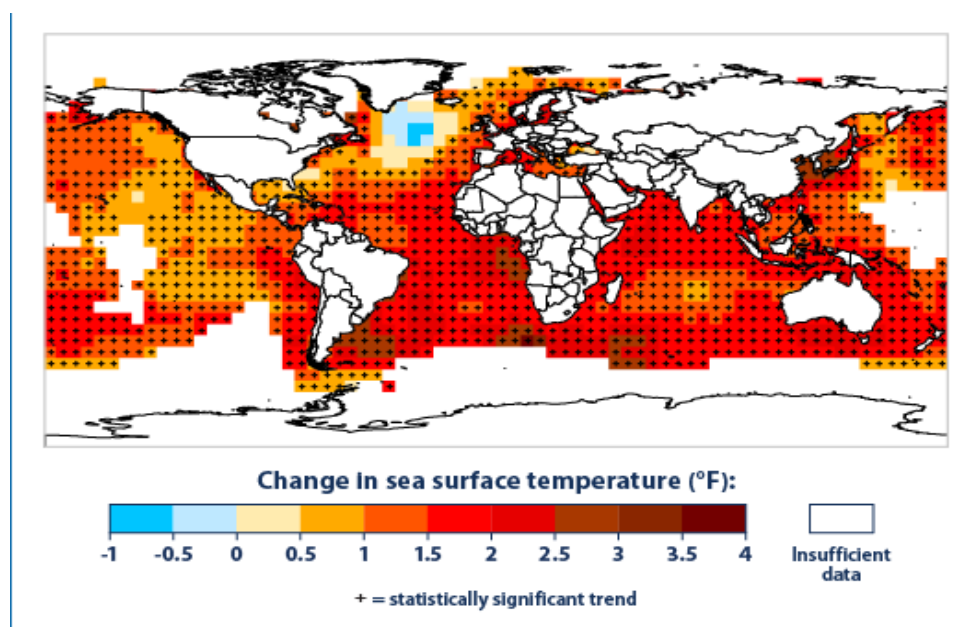 Change in sea surface temperature (°F):
-1 -0.5 0 0.5 1 1.5 2 2.5 3 3.5 4
Insufficient
data
+ = statistically significant trend